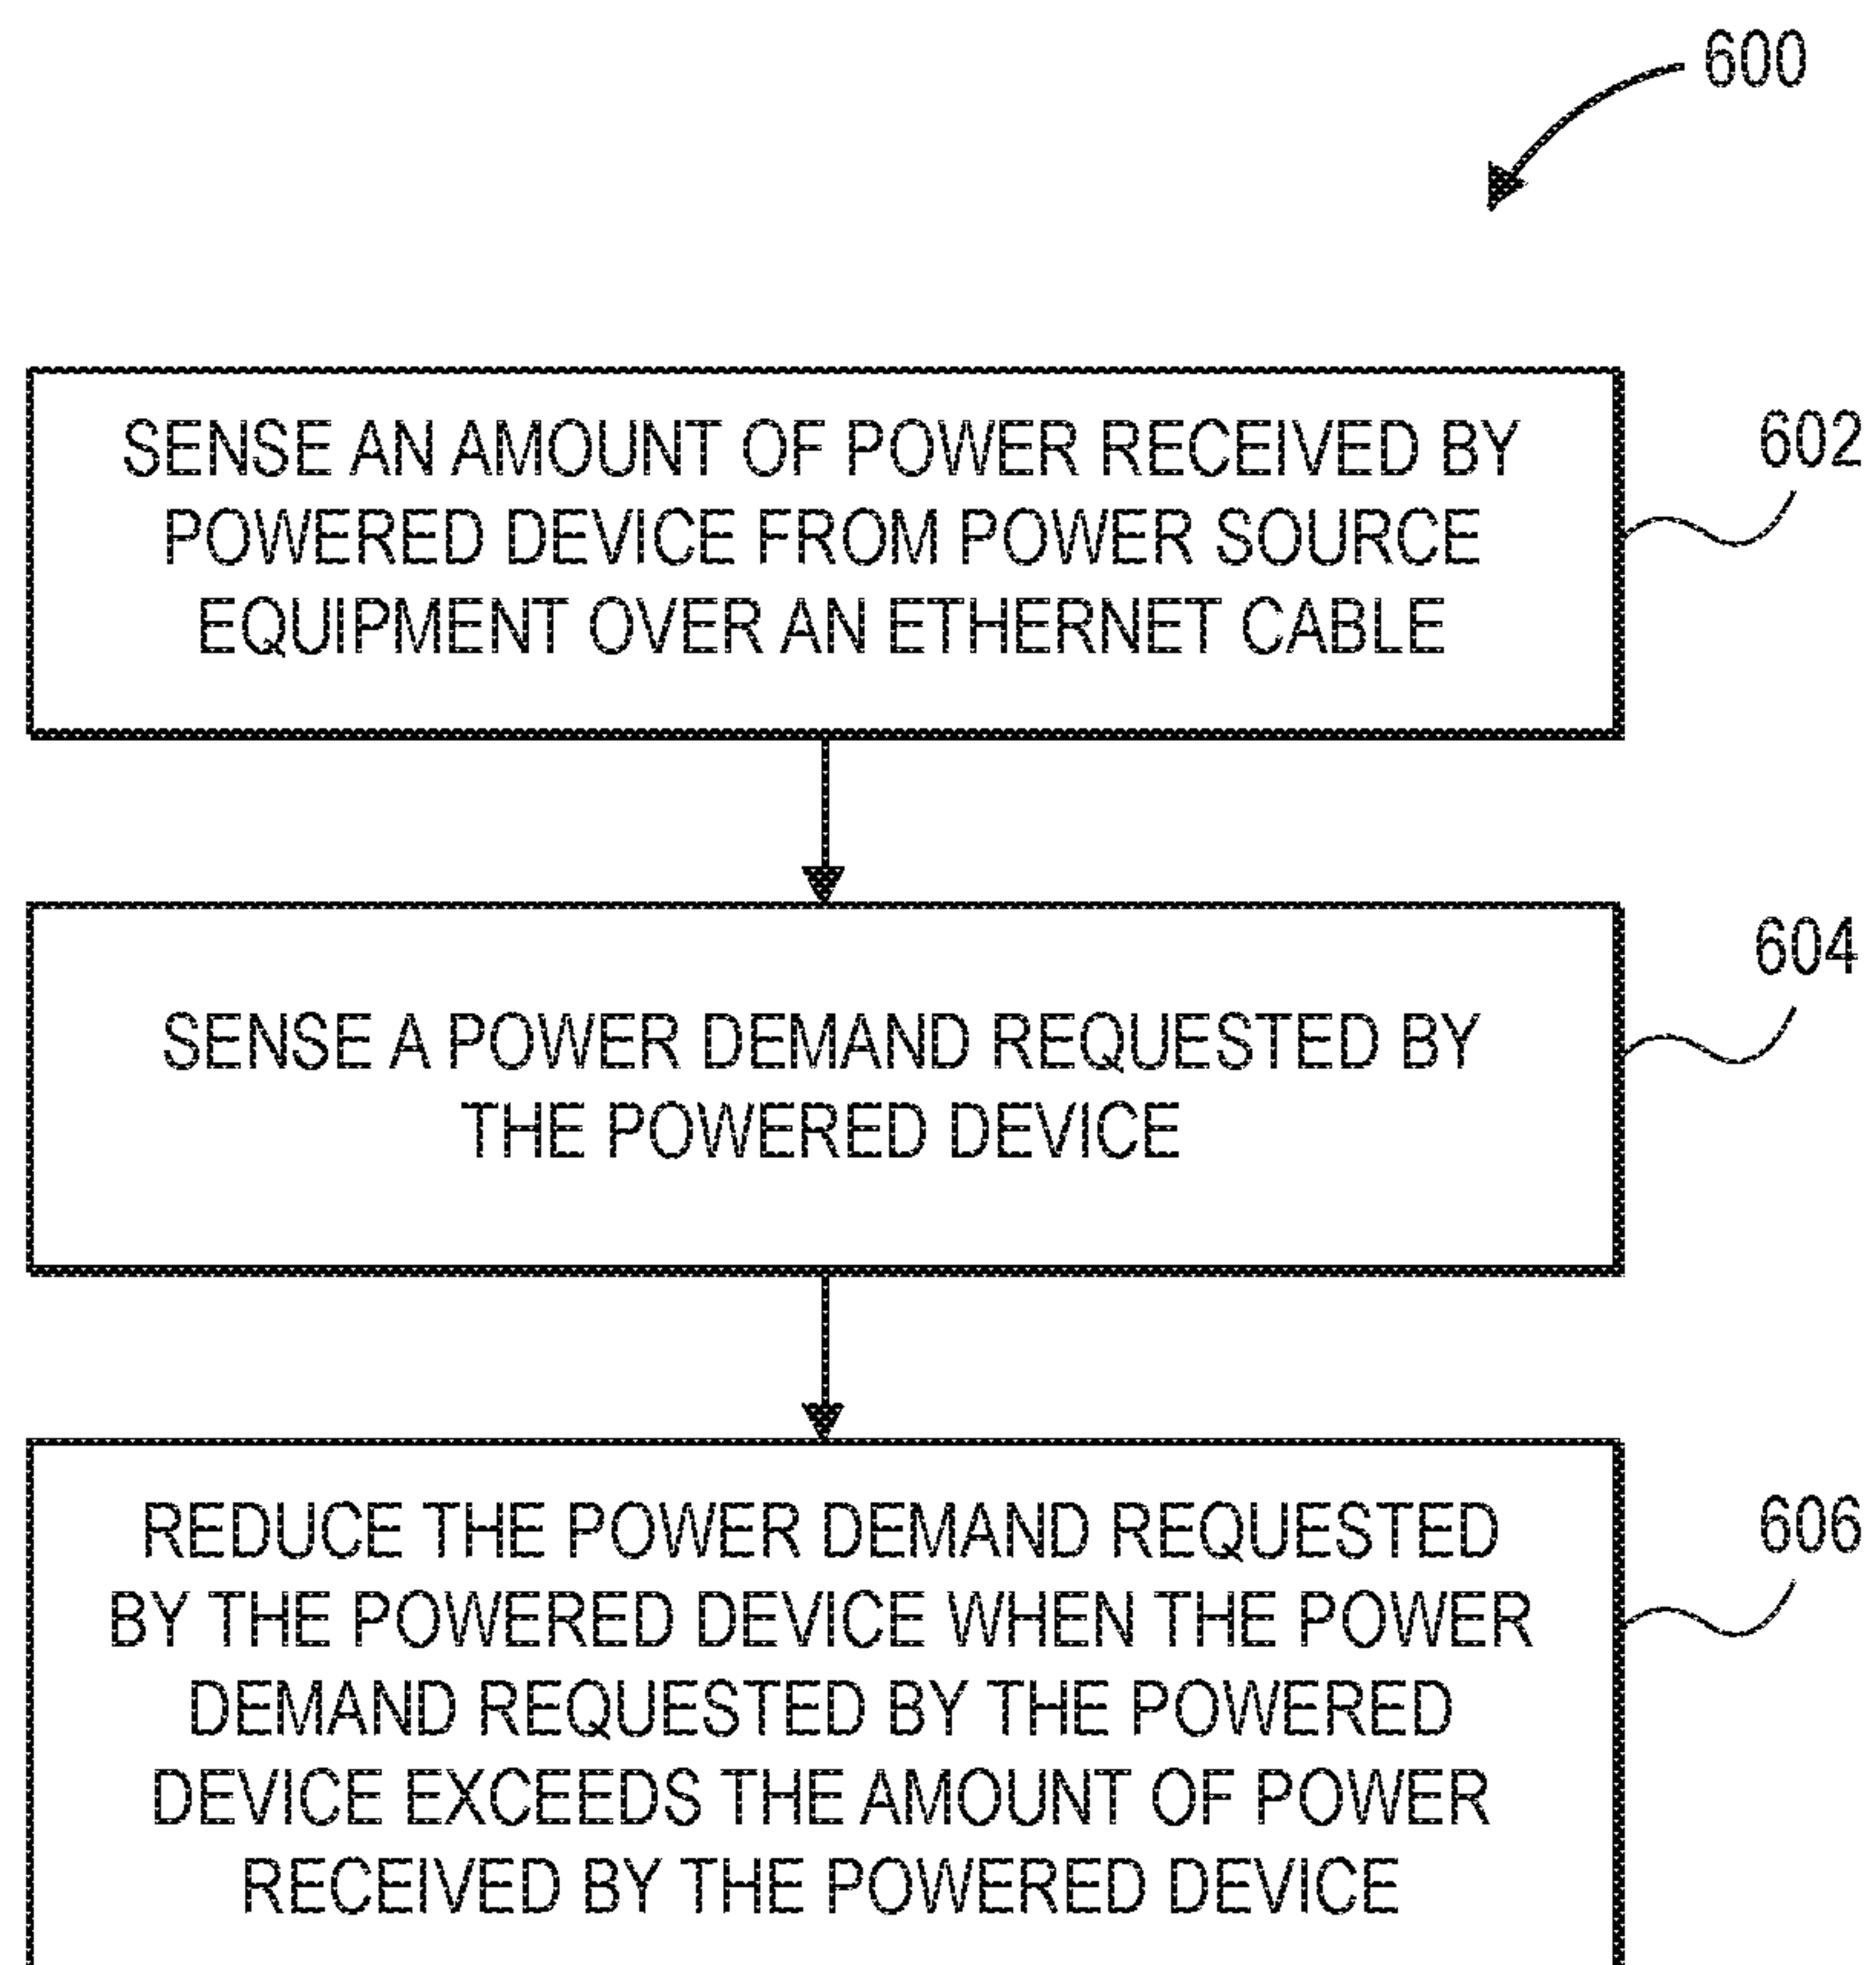 600
SENSE AN AMOUNT OF POWER RECEIVED BY
POWERED DEVICE FROM POWER SOURCE
EQUIPMENT OVER AN ETHERNET CABLE
602
SENSE A POWER DEMAND REQUESTED BY
THE POWERED DEVICE
604
REDUCE THE POWER DEMAND REQUESTED
BY THE POWERED DEVICE WHEN THE POWER
DEMAND REQUESTED BY THE POWERED
DEVICE EXCEEDS THE AMOUNT OF POWER
RECEIVED BY THE POWERED DEVICE
606